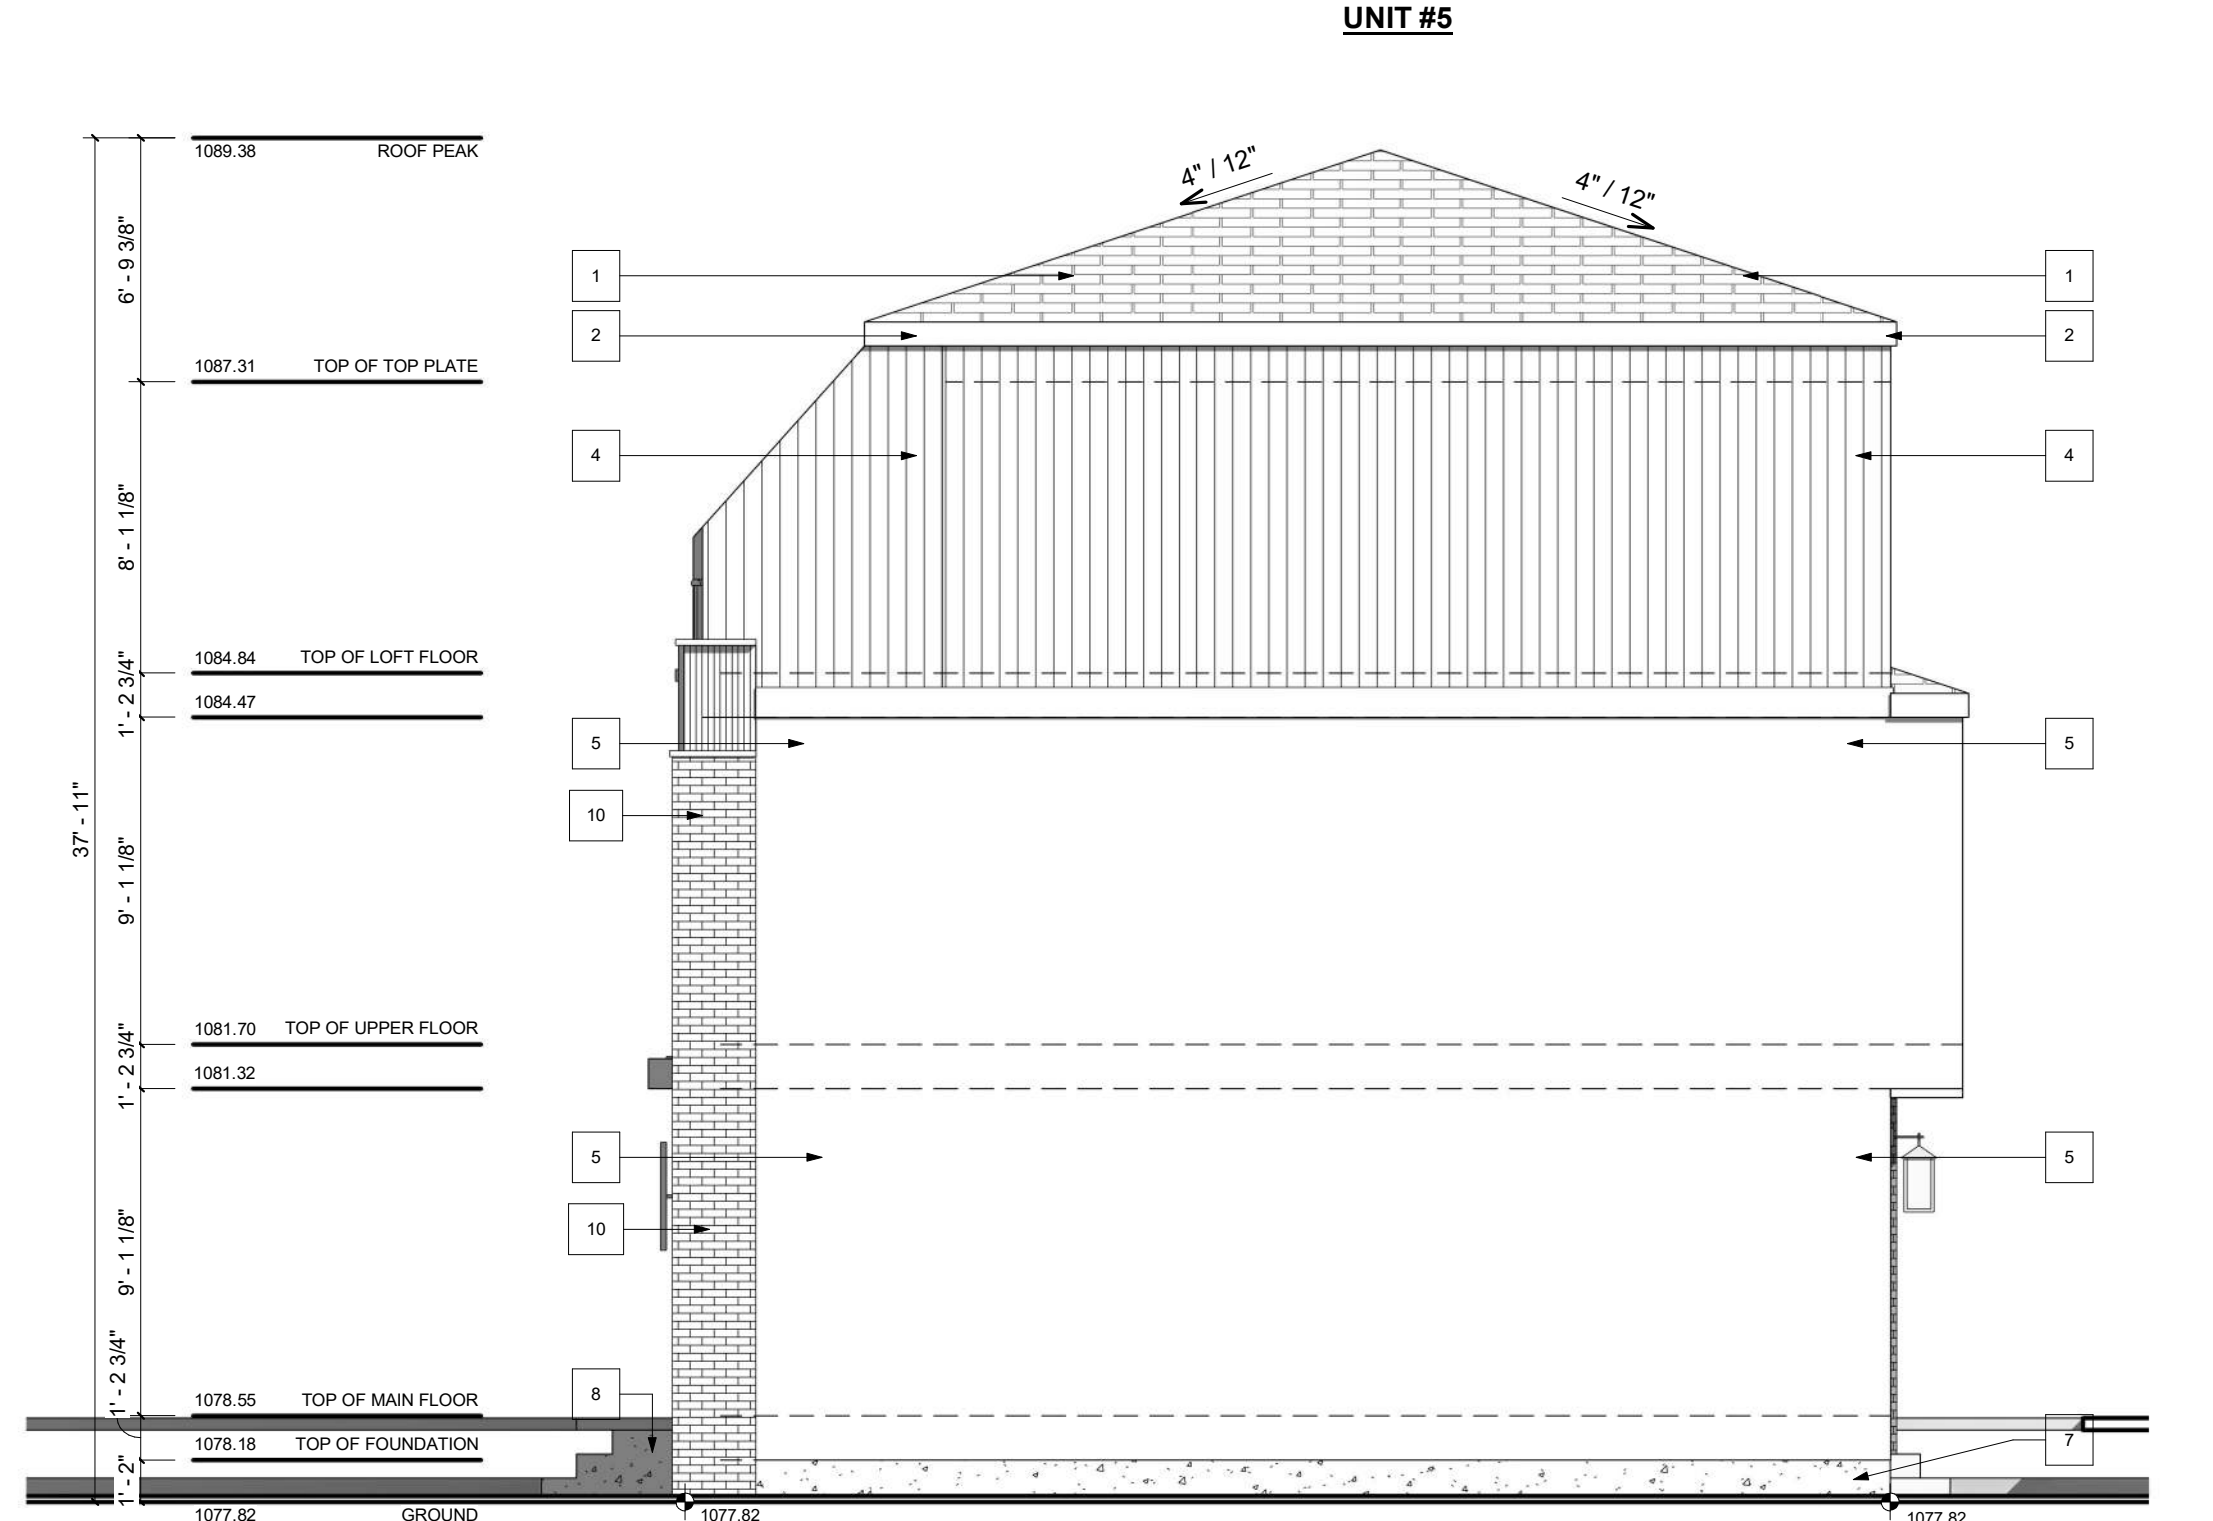 UNIT #5
1089.38 ROOF PEAK
4" / 12"
4" / 12"
6' - 9 3/8"
1
1
2
2
1087.31 TOP OF TOP PLATE
4
4
8' - 1 1/8"
1084.84 TOP OF LOFT FLOOR
1' - 2 3/4"
1084.47
5
5
10
37' - 11"
9' - 1 1/8"
1081.70 TOP OF UPPER FLOOR
1' - 2 3/4"
1081.32
5
5
10
9' - 1 1/8"
1' - 2 3/4"
8
1078.55 TOP OF MAIN FLOOR
7
1078.18 TOP OF FOUNDATION
1' - 2"
1077.82 GROUND
1077.82
1077.82